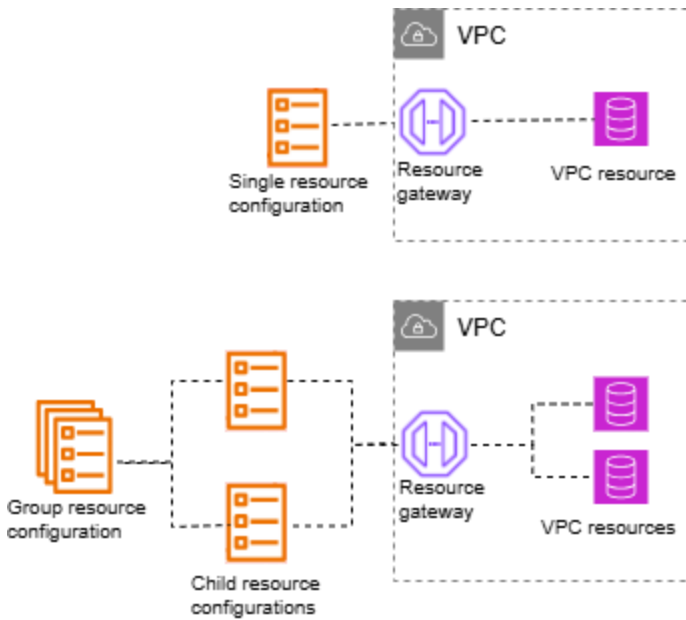 VPC
Single resource
configuration
Resource
gateway
VPC resource
VPC
Group resource
configuration
Child resource
configurations
Resource
gateway
VPC resources